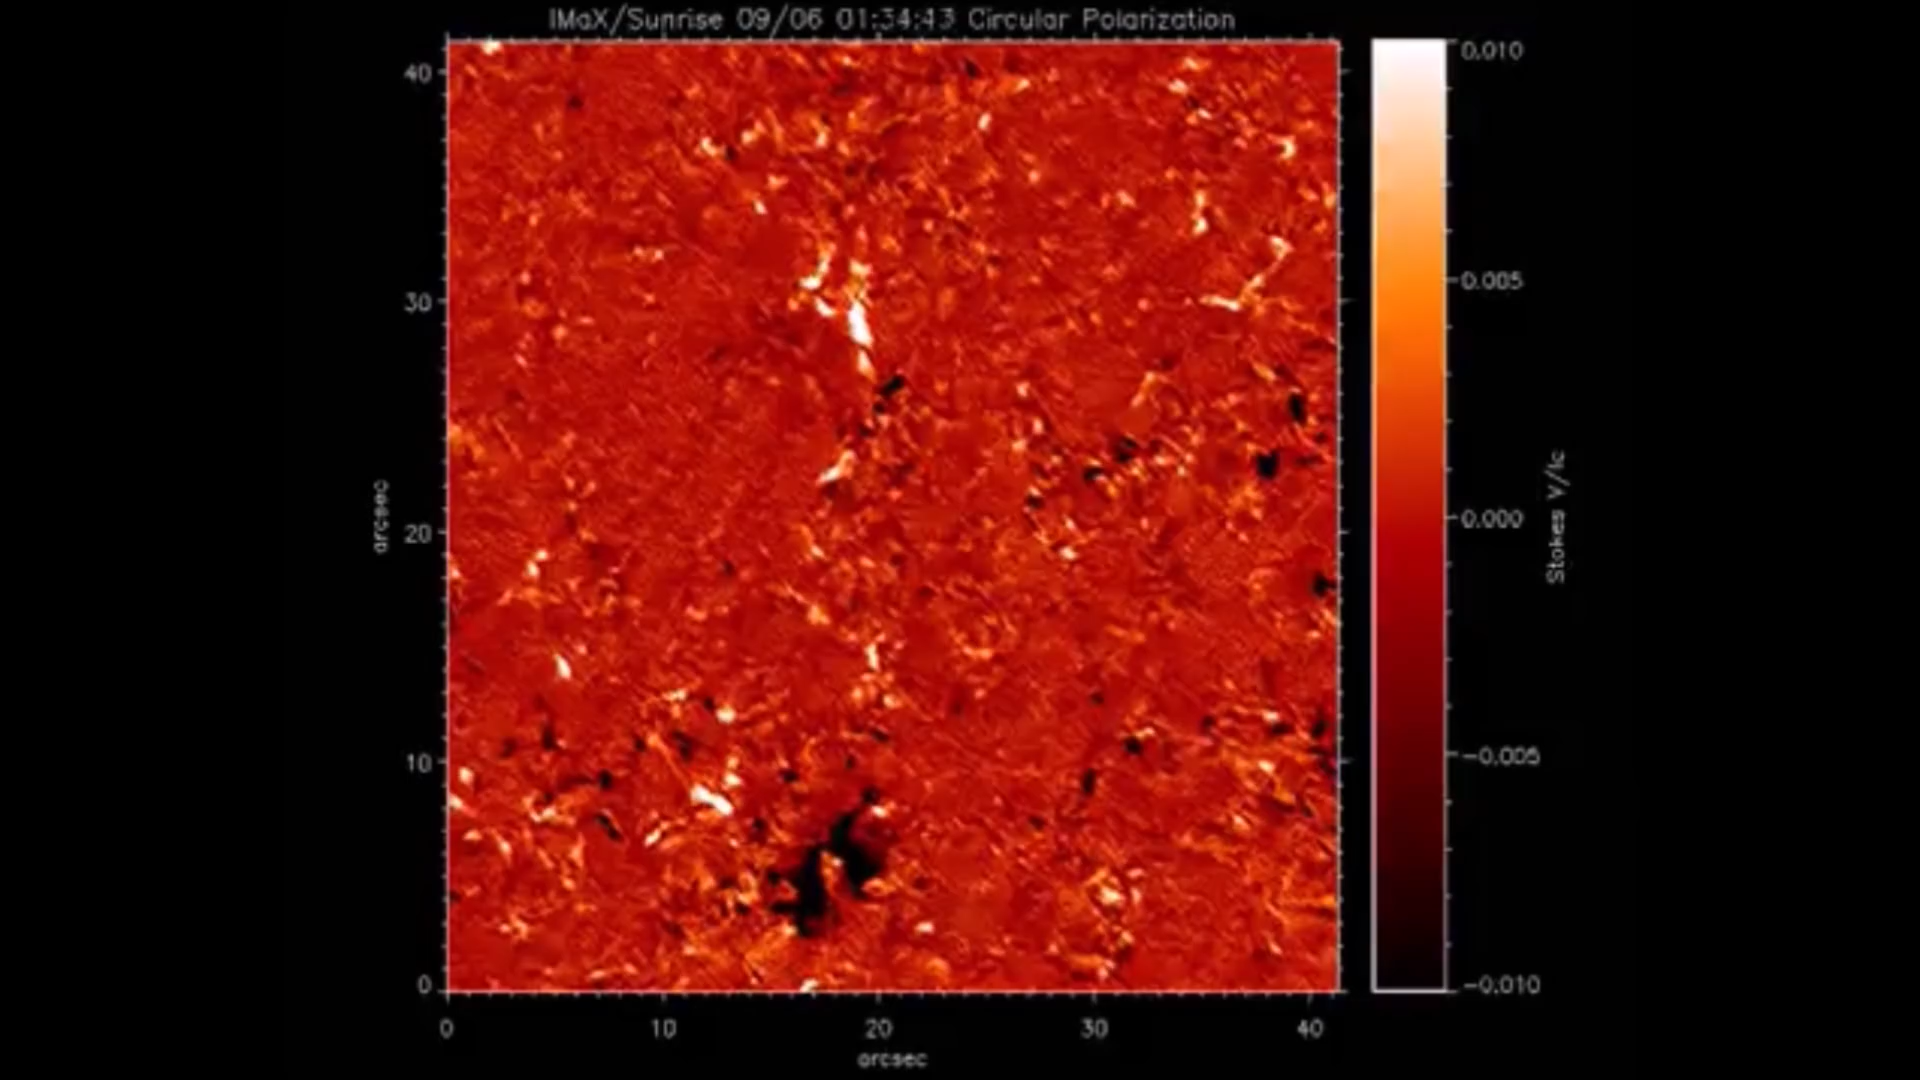 IMaX/Sunrise 09/06 01:34:43 Circular Polarization
40
30
20
10
0
arcsec
0 10 20 30 40
arcsec
0.010
0.005
0.000
-0.005
-0.010
Stokes V/Ic